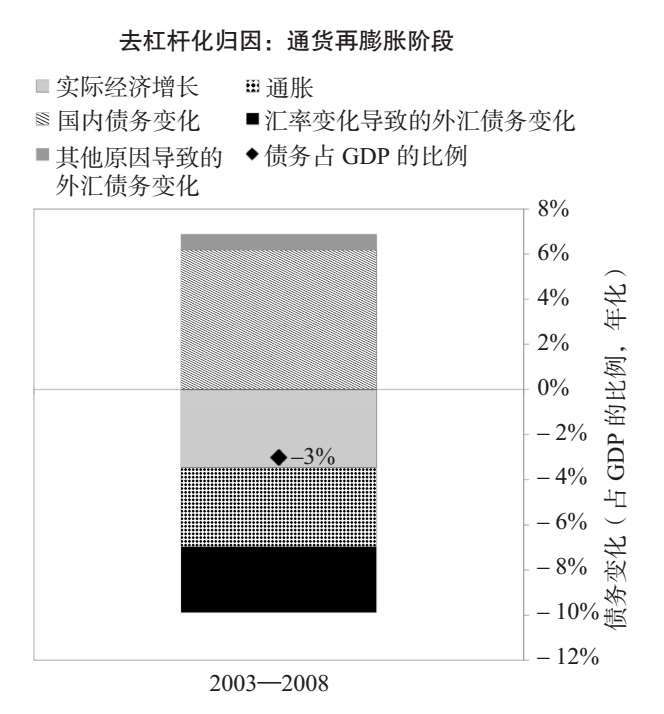 去杠杆化归因：通货再膨胀阶段
实际经济增长 通胀
国内债务变化 汇率变化导致的外汇债务变化
其他原因导致的 债务占 GDP 的比例
外汇债务变化
8%
6%
4%
2%
0%
– 2%
– 4%
– 6%
– 8%
– 10%
– 12%
–3%
债务变化（占 GDP 的比例，年化）
2003—2008